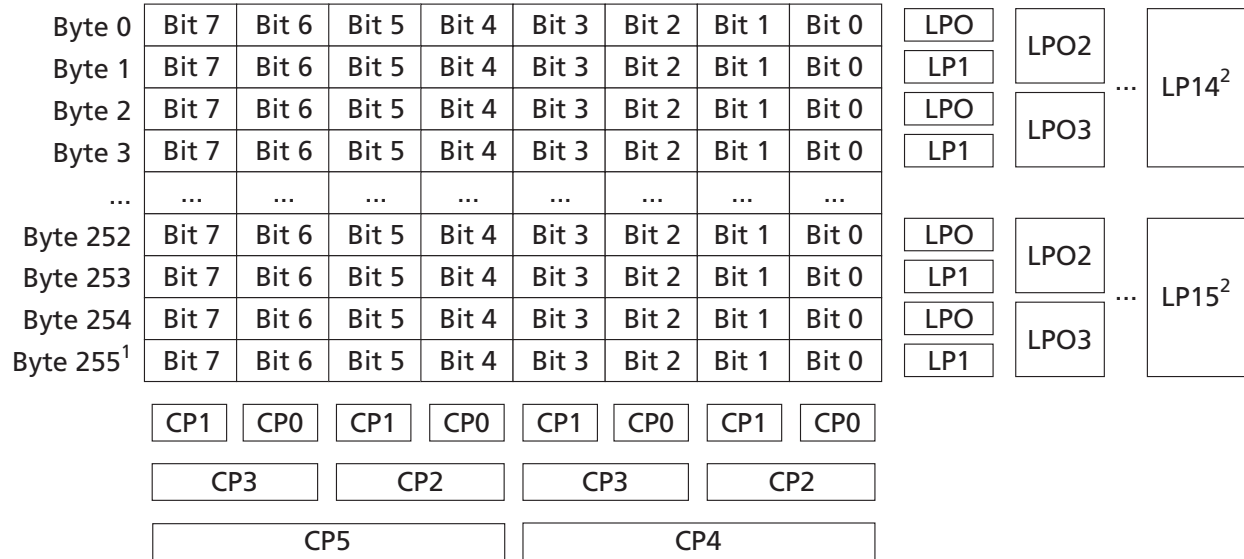 Byte 0 Bit 7 Bit 6 Bit 5 Bit 4 Bit 3 Bit 2 Bit 1 Bit 0 LPO LPO2 ... LP14²
Byte 1 Bit 7 Bit 6 Bit 5 Bit 4 Bit 3 Bit 2 Bit 1 Bit 0 LP1
Byte 2 Bit 7 Bit 6 Bit 5 Bit 4 Bit 3 Bit 2 Bit 1 Bit 0 LPO LPO3
Byte 3 Bit 7 Bit 6 Bit 5 Bit 4 Bit 3 Bit 2 Bit 1 Bit 0 LP1
... ... ... ... ... ... ... ... ...
Byte 252 Bit 7 Bit 6 Bit 5 Bit 4 Bit 3 Bit 2 Bit 1 Bit 0 LPO LPO2 ... LP15²
Byte 253 Bit 7 Bit 6 Bit 5 Bit 4 Bit 3 Bit 2 Bit 1 Bit 0 LP1
Byte 254 Bit 7 Bit 6 Bit 5 Bit 4 Bit 3 Bit 2 Bit 1 Bit 0 LPO LPO3
Byte 255¹ Bit 7 Bit 6 Bit 5 Bit 4 Bit 3 Bit 2 Bit 1 Bit 0 LP1
CP1 CP0 CP1 CP0 CP1 CP0 CP1 CP0
CP3 CP2 CP3 CP2
CP5 CP4